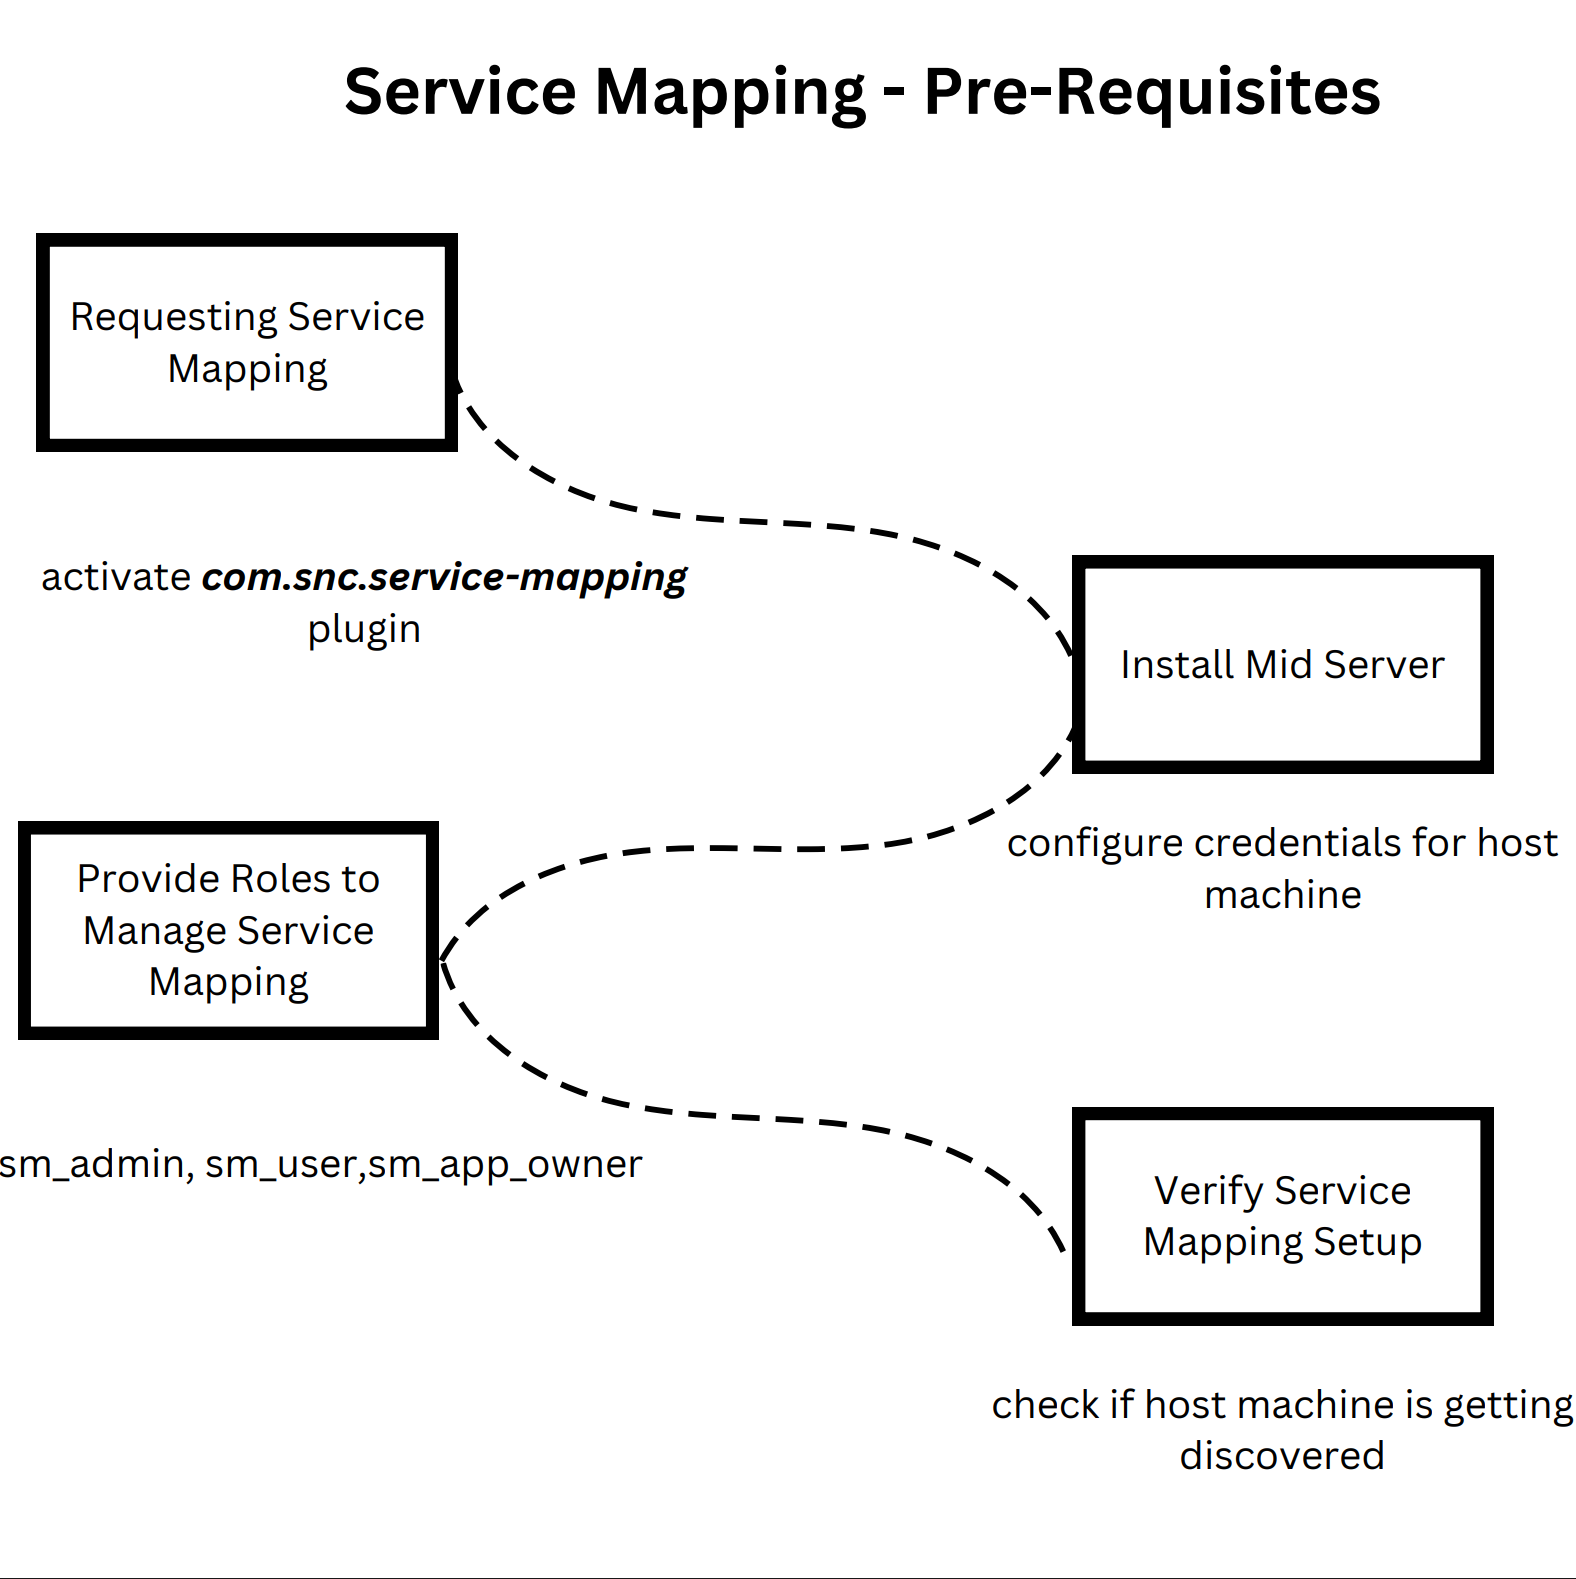 Service Mapping - Pre-Requisites
Requesting Service
Mapping
activate com.snc.service-mapping
plugin
Install Mid Server
configure credentials for host
machine
Provide Roles to
Manage Service
Mapping
sm_admin, sm_user,sm_app_owner
Verify Service
Mapping Setup
check if host machine is getting
discovered